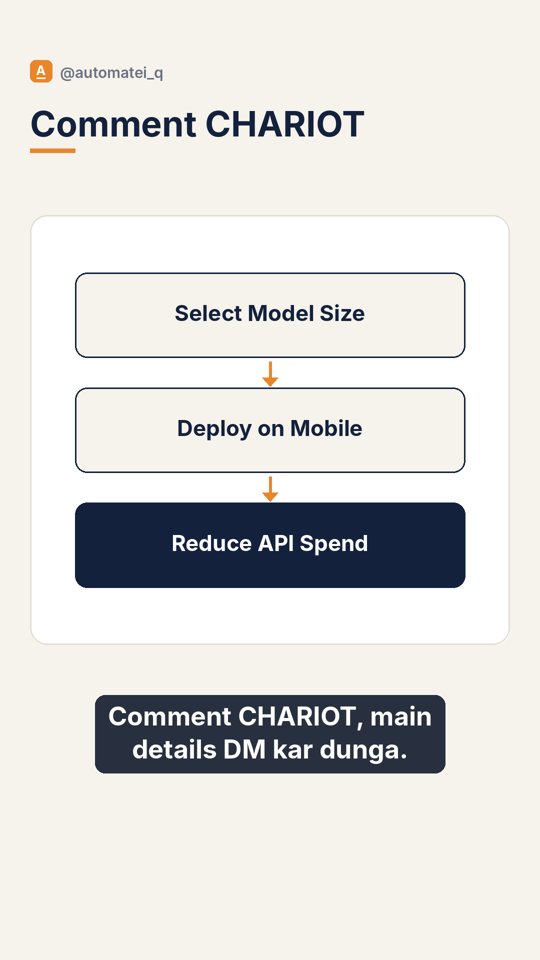 A
@automatei_q
Comment CHARIOT
Select Model Size
Deploy on Mobile
Reduce API Spend
Comment CHARIOT, main
details DM kar dunga.